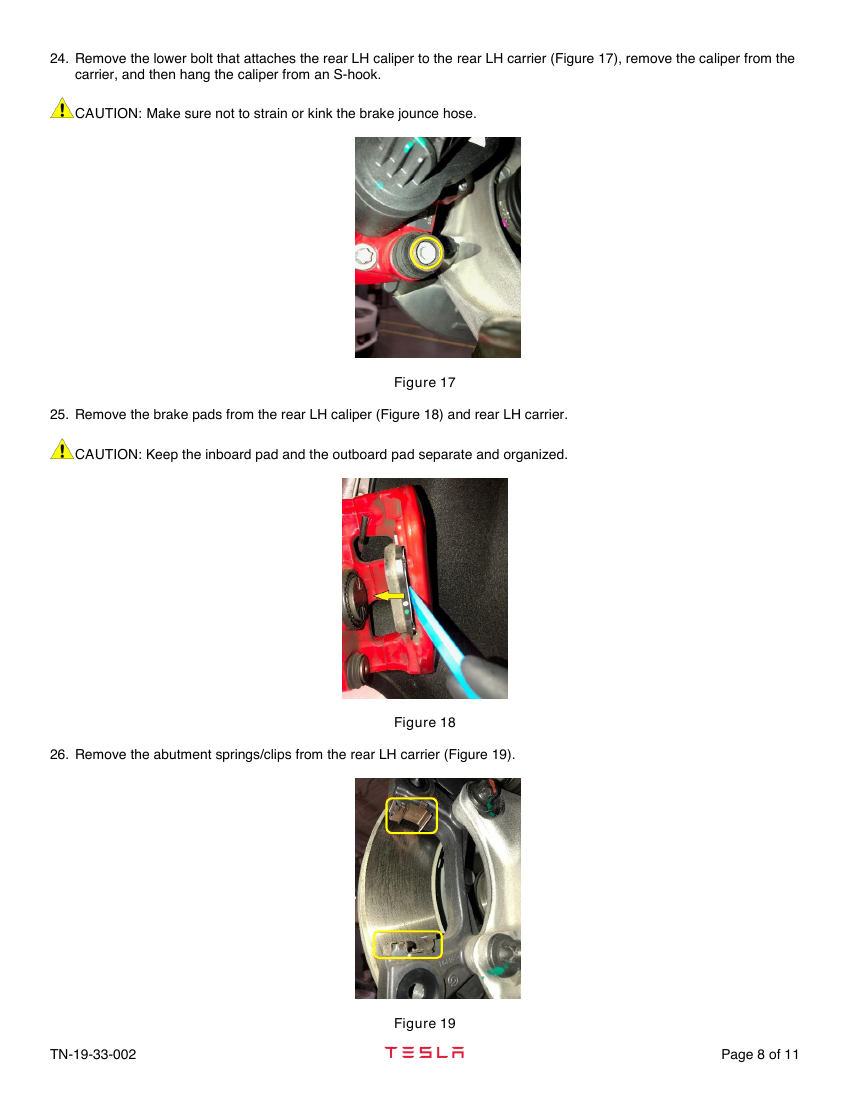 24. Remove the lower bolt that attaches the rear LH caliper to the rear LH carrier (Figure 17), remove the caliper from the
carrier, and then hang the caliper from an S-hook.
CAUTION: Make sure not to strain or kink the brake jounce hose.
Figure 17
25. Remove the brake pads from the rear LH caliper (Figure 18) and rear LH carrier.
CAUTION: Keep the inboard pad and the outboard pad separate and organized.
Figure 18
26. Remove the abutment springs/clips from the rear LH carrier (Figure 19).
Figure 19
TN-19-33-002 TESLA Page 8 of 11